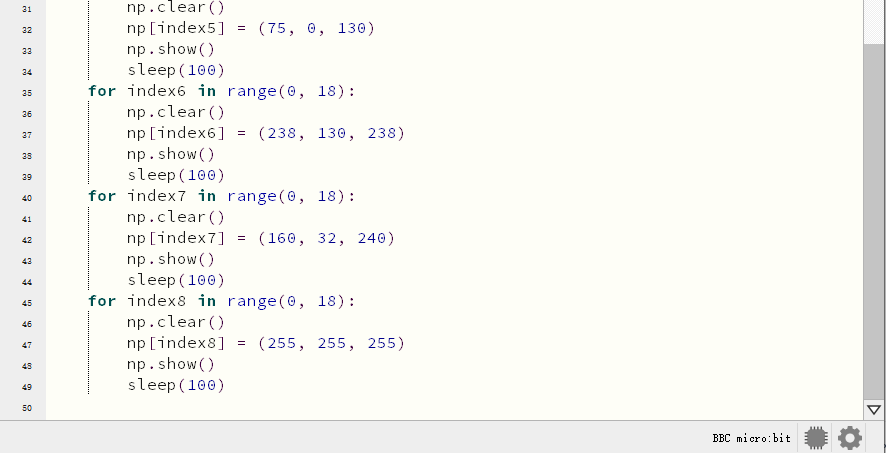 31 np.clear()
32 np[index5] = (75, 0, 130)
33 np.show()
34 sleep(100)
35 for index6 in range(0, 18):
36 np.clear()
37 np[index6] = (238, 130, 238)
38 np.show()
39 sleep(100)
40 for index7 in range(0, 18):
41 np.clear()
42 np[index7] = (160, 32, 240)
43 np.show()
44 sleep(100)
45 for index8 in range(0, 18):
46 np.clear()
47 np[index8] = (255, 255, 255)
48 np.show()
49 sleep(100)
50
BBC micro:bit